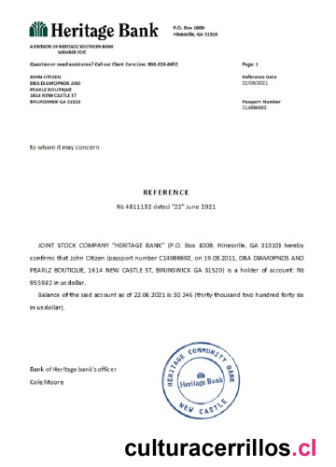 Heritage Bank
P.O. Box 1009
Hinesville, GA 31310
A DIVISION OF HERITAGE SOUTHERN BANK
MEMBER FDIC
Question or need assistance? Call our Client Care Line:
Page: 1
JOHN CITIZEN
DBA DIAMOPNDS AND
PEARLZ BOUTIQUE
1614 NEW CASTLE ST
BRUNSWICK GA 31520
Reference Date
22/06/2021
Passport Number
C14986692
to whom it may concern
REFERENCE
№ 4811132 dated "22" June 2021
JOINT STOCK COMPANY "HERITAGE BANK" (P.O. Box 1009, Hinesville, GA 31310) hereby
confirms that John Citizen (passport number C14986692, on 19.08.2011, DBA DIAMOPNDS AND
PEARLZ BOUTIQUE, 1614 NEW CASTLE ST, BRUNSWICK GA 31520) is a holder of account: №
955982 in us dollar.
Balance of the said account as of 22.06.2021 is 30 246 (thirty thousand two hundred forty six
in us dollar).
Bank of Heritage bank's officer
Cole Moore
HERITAGE COMMUNITY BANK
Heritage Bank
NEW CASTLE
culturacerrillos.cl